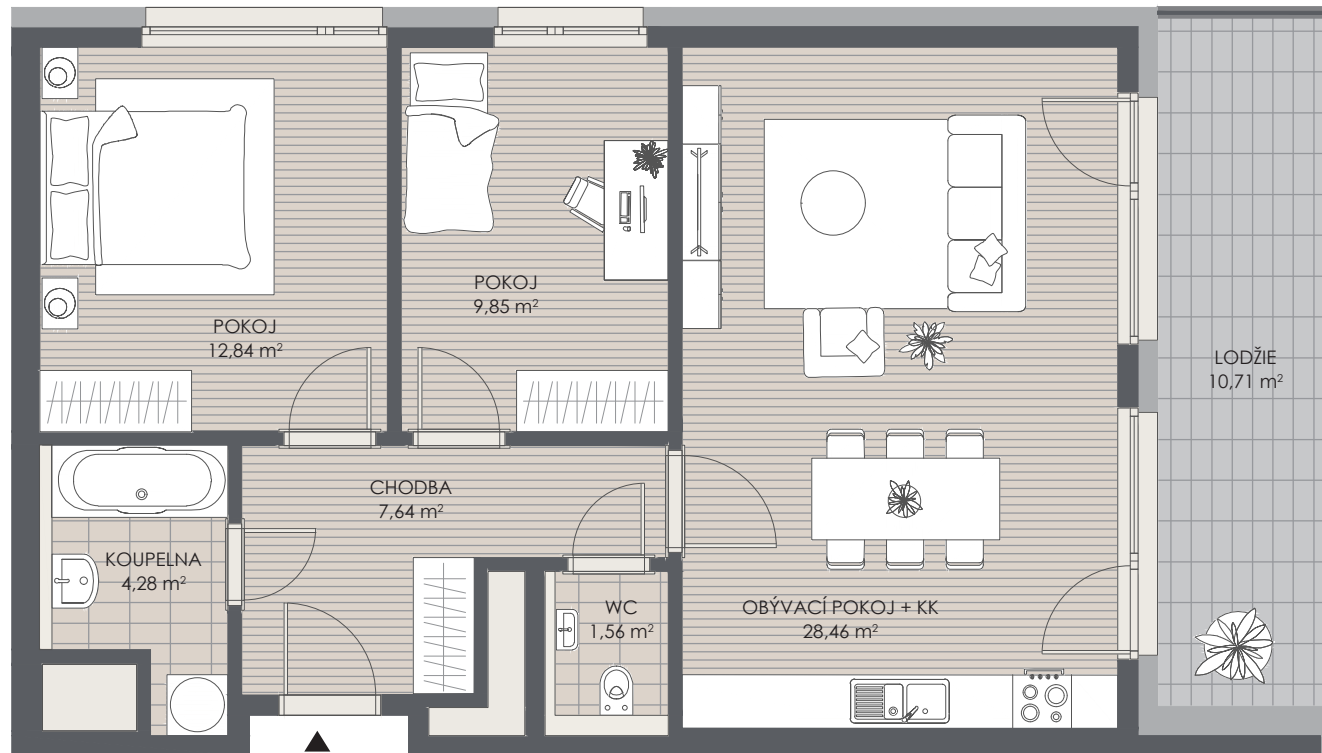 POKOJ
12,84 m²
POKOJ
9,85 m²
LODŽIE
10,71 m²
CHODBA
7,64 m²
KOUPELNA
4,28 m²
WC
1,56 m²
OBÝVACÍ POKOJ + KK
28,46 m²